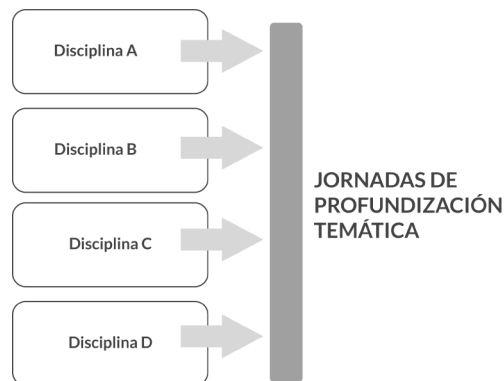 Disciplina A
Disciplina B
Disciplina C
Disciplina D
JORNADAS DE
PROFUNDIZACIÓN
TEMÁTICA